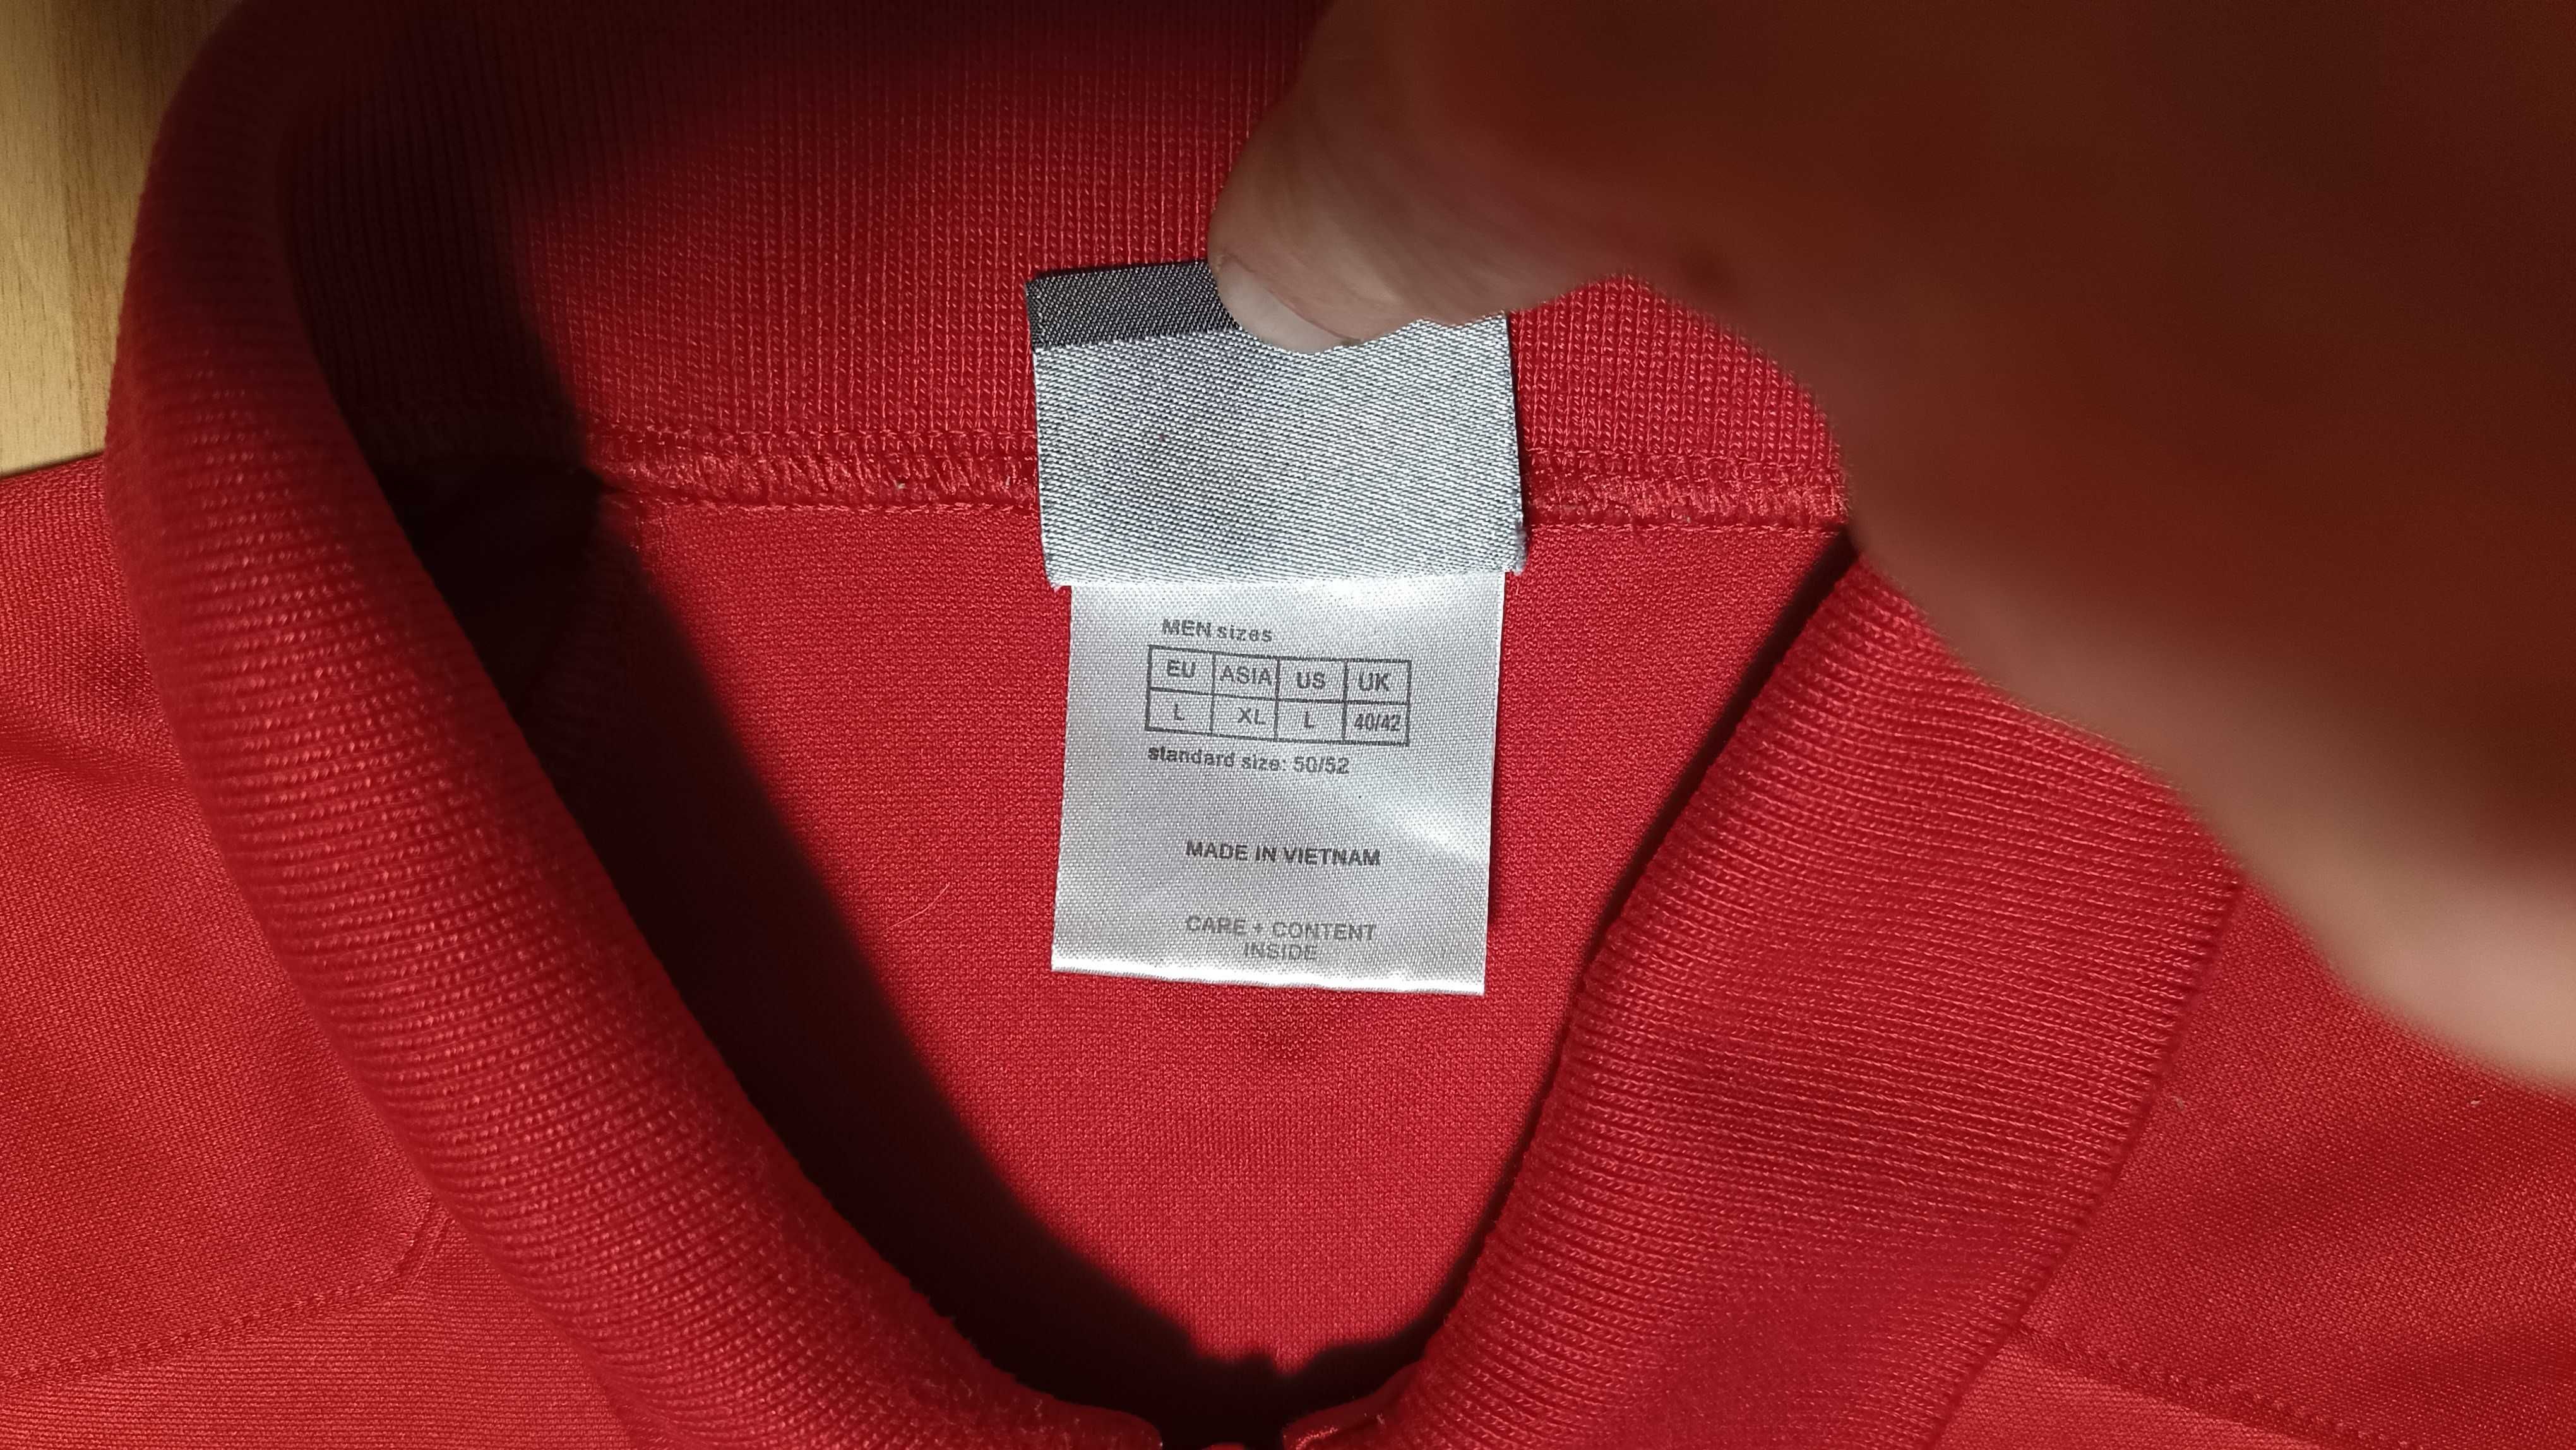 MEN sizes
EU ASIA US UK
L XL L 40/42
standard size: 50/52
MADE IN VIETNAM
CARE + CONTENT
INSIDE